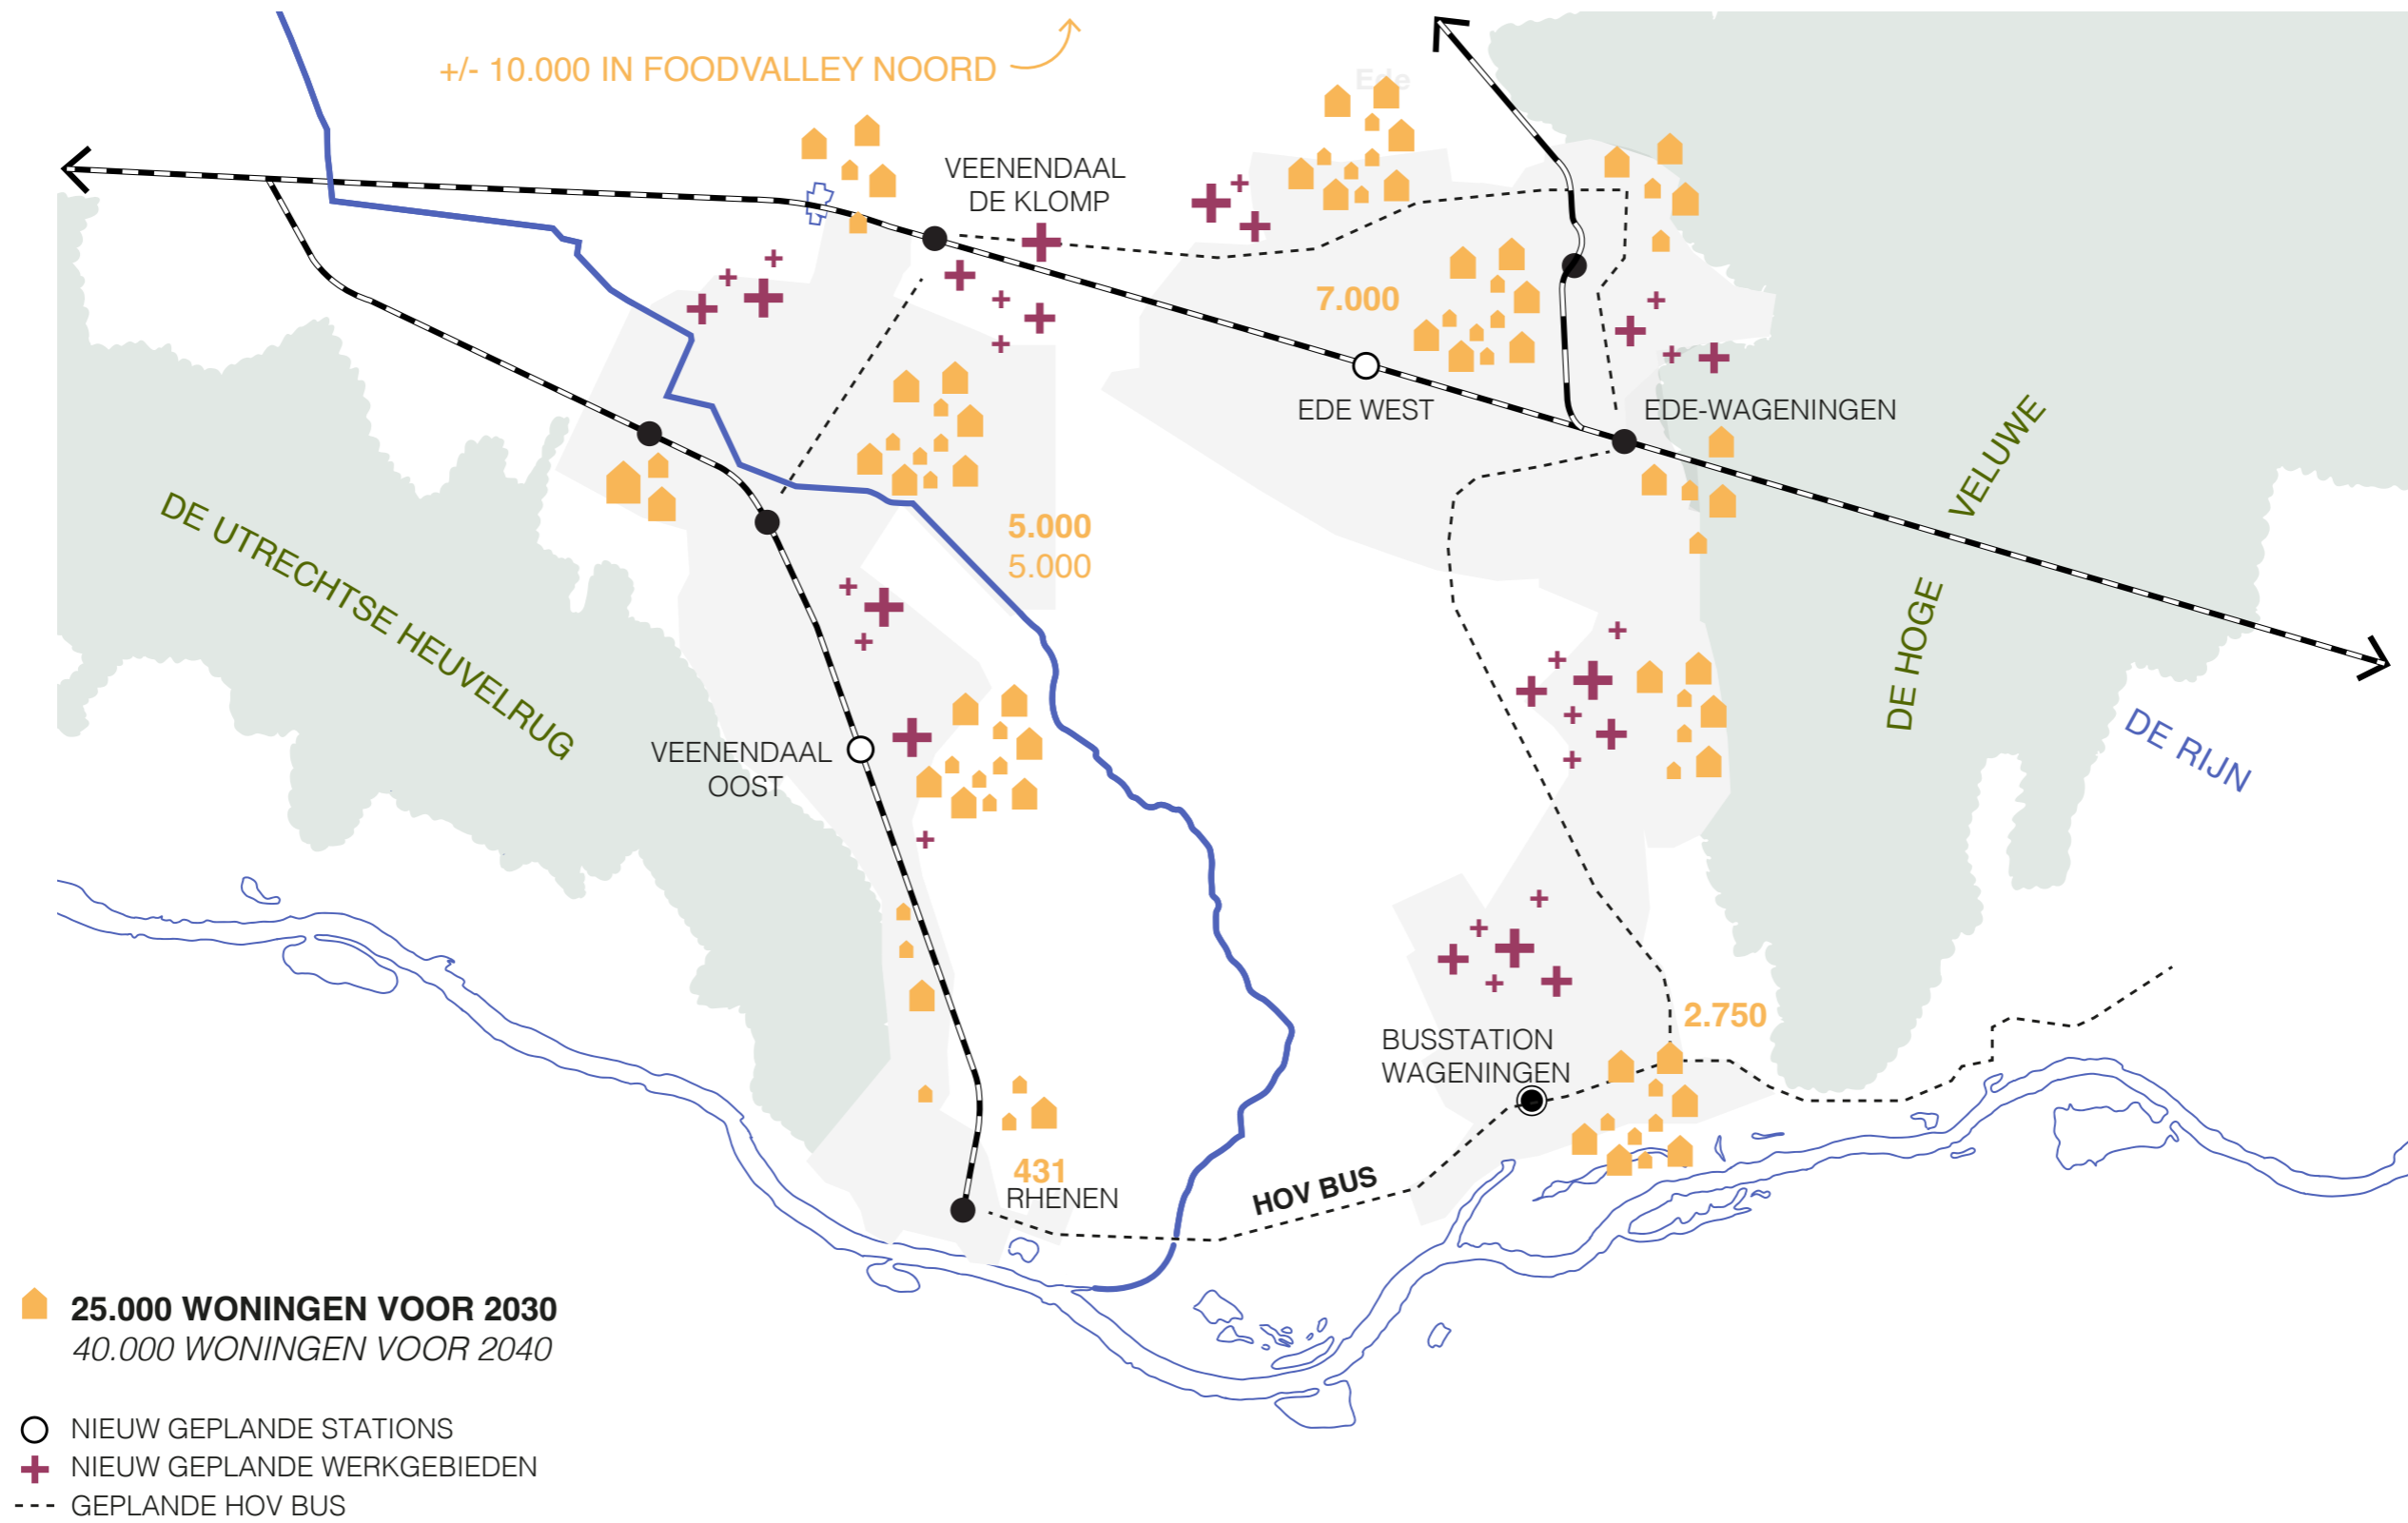 +/- 10.000 IN FOODVALLEY NOORD
Ede
VEENENDAAL
DE KLOMP
7.000
EDE WEST
EDE-WAGENINGEN
DE HOGE VELUWE
DE UTRECHTSE HEUVELRUG
5.000
5.000
DE RIJN
VEENENDAAL
OOST
2.750
BUSSTATION
WAGENINGEN
431
RHENEN
HOV BUS
25.000 WONINGEN VOOR 2030
40.000 WONINGEN VOOR 2040
NIEUW GEPLANDE STATIONS
NIEUW GEPLANDE WERKGEBIEDEN
GEPLANDE HOV BUS